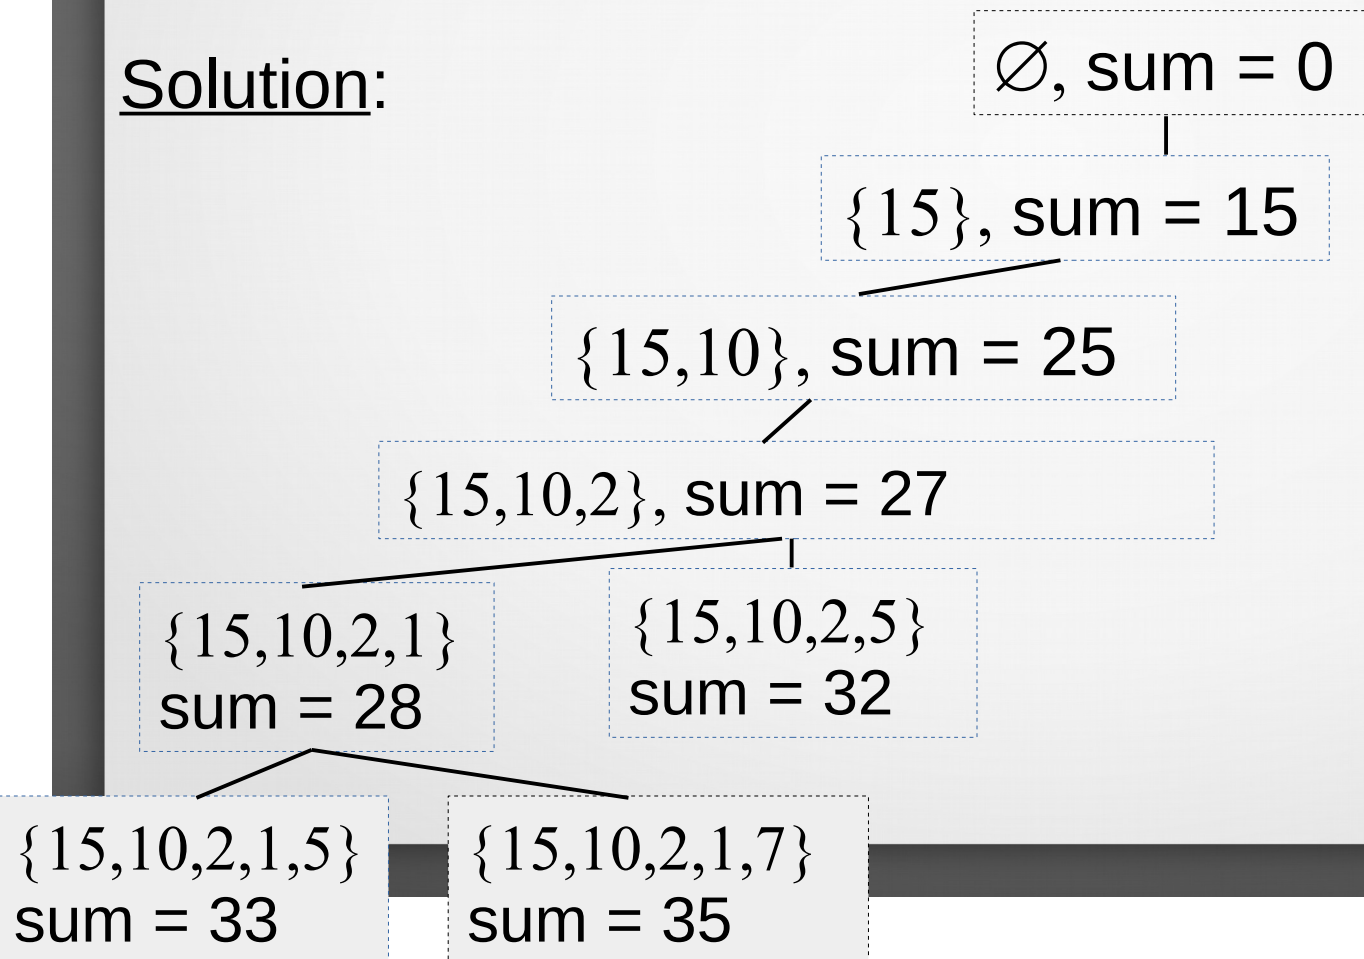 ∅, sum = 0
Solution:
{15}, sum = 15
{15,10}, sum = 25
{15,10,2}, sum = 27
{15,10,2,1}
sum = 28
{15,10,2,5}
sum = 32
{15,10,2,1,5}
sum = 33
{15,10,2,1,7}
sum = 35